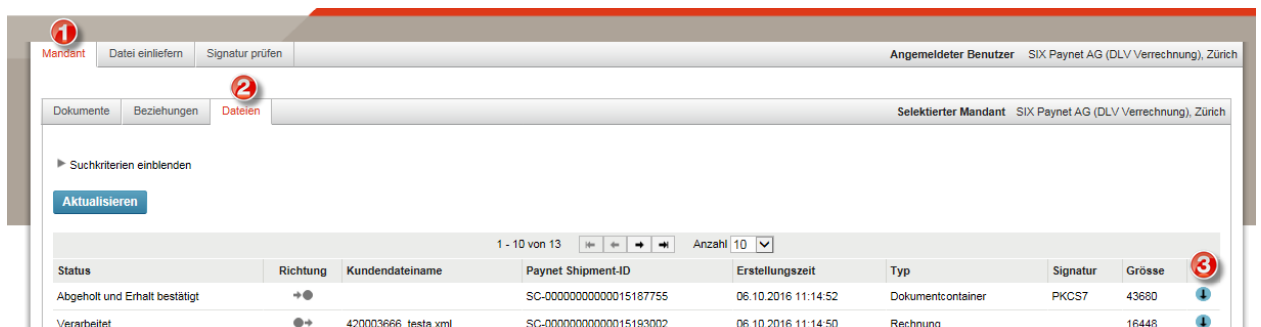 1
Mandant Datei einliefern Signatur prüfen Angemeldeter Benutzer SIX Paynet AG (DLV Verrechnung), Zürich
2
Dokumente Beziehungen Dateien Selektierter Mandant SIX Paynet AG (DLV Verrechnung), Zürich
Suchkriterien einblenden
Aktualisieren
1 - 10 von 13 Anzahl 10
Status Richtung Kundendateiname Paynet Shipment-ID Erstellungszeit Typ Signatur Grösse 3
Abgeholt und Erhalt bestätigt SC-00000000000015187755 06.10.2016 11:14:52 Dokumentcontainer PKCS7 43680
Verarbeitet 420003666_testa.xml SC-00000000000015193002 06.10.2016 11:14:50 Rechnung 16448